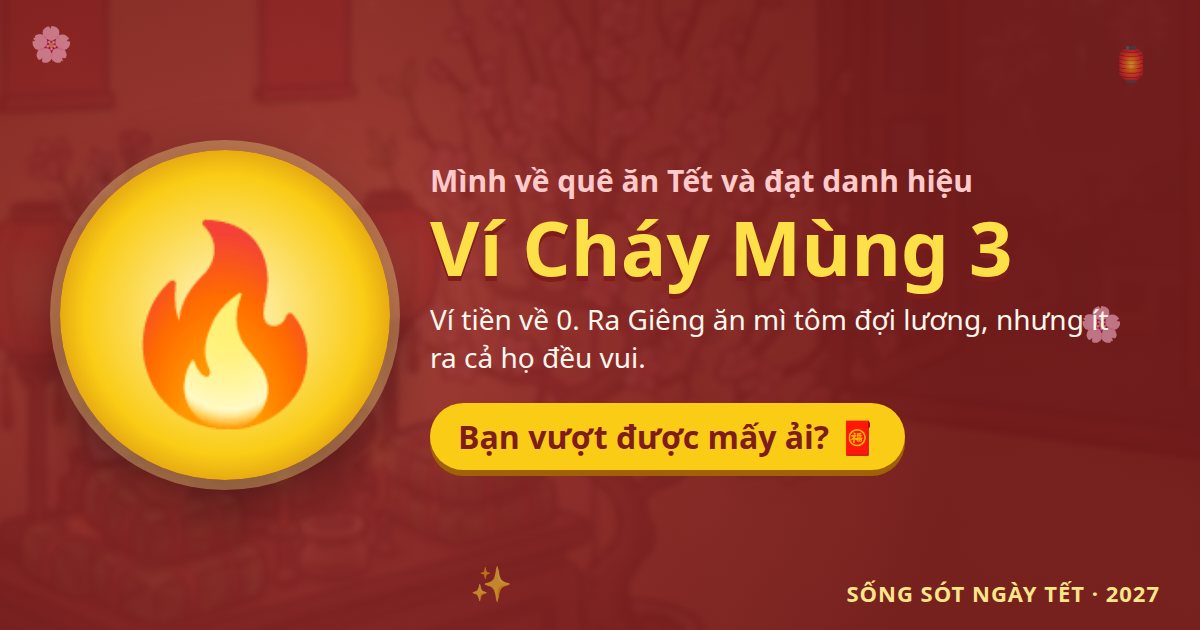 Mình về quê ăn Tết và đạt danh hiệu
Ví Cháy Mùng 3
Ví tiền về 0. Ra Giêng ăn mì tôm đợi lương, nhưng ít
ra cả họ đều vui.
Bạn vượt được mấy ải? 🧧
SỐNG SÓT NGÀY TẾT · 2027